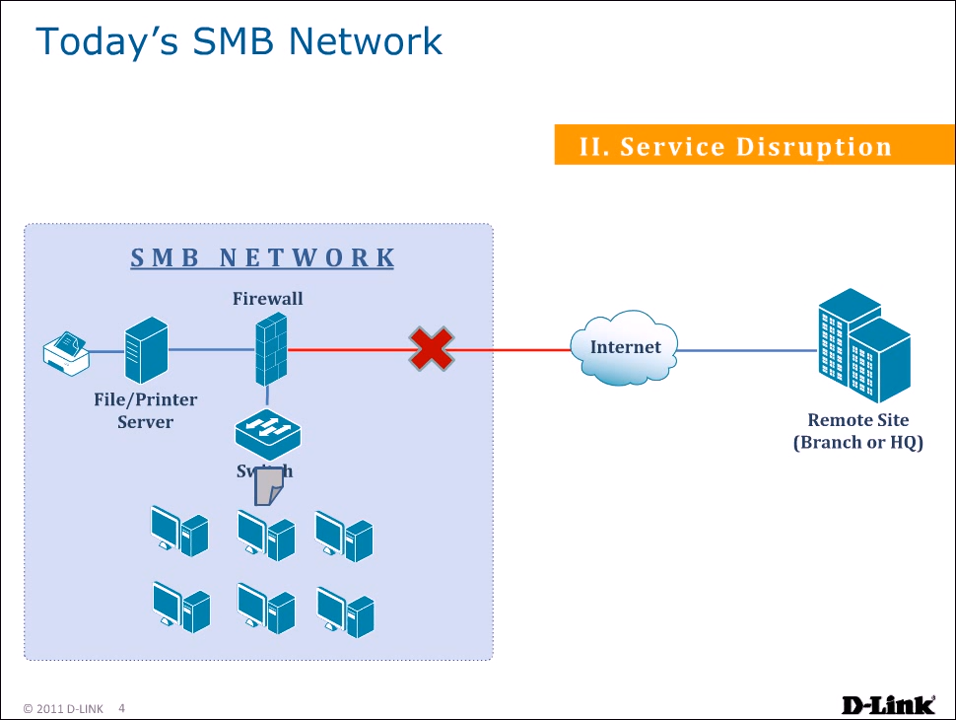 Today’s SMB Network
II. Service Disruption
SMB NETWORK
Firewall
Internet
File/Printer
Server
Remote Site
(Branch or HQ)
Switch
© 2011 D-LINK 4
D-Link